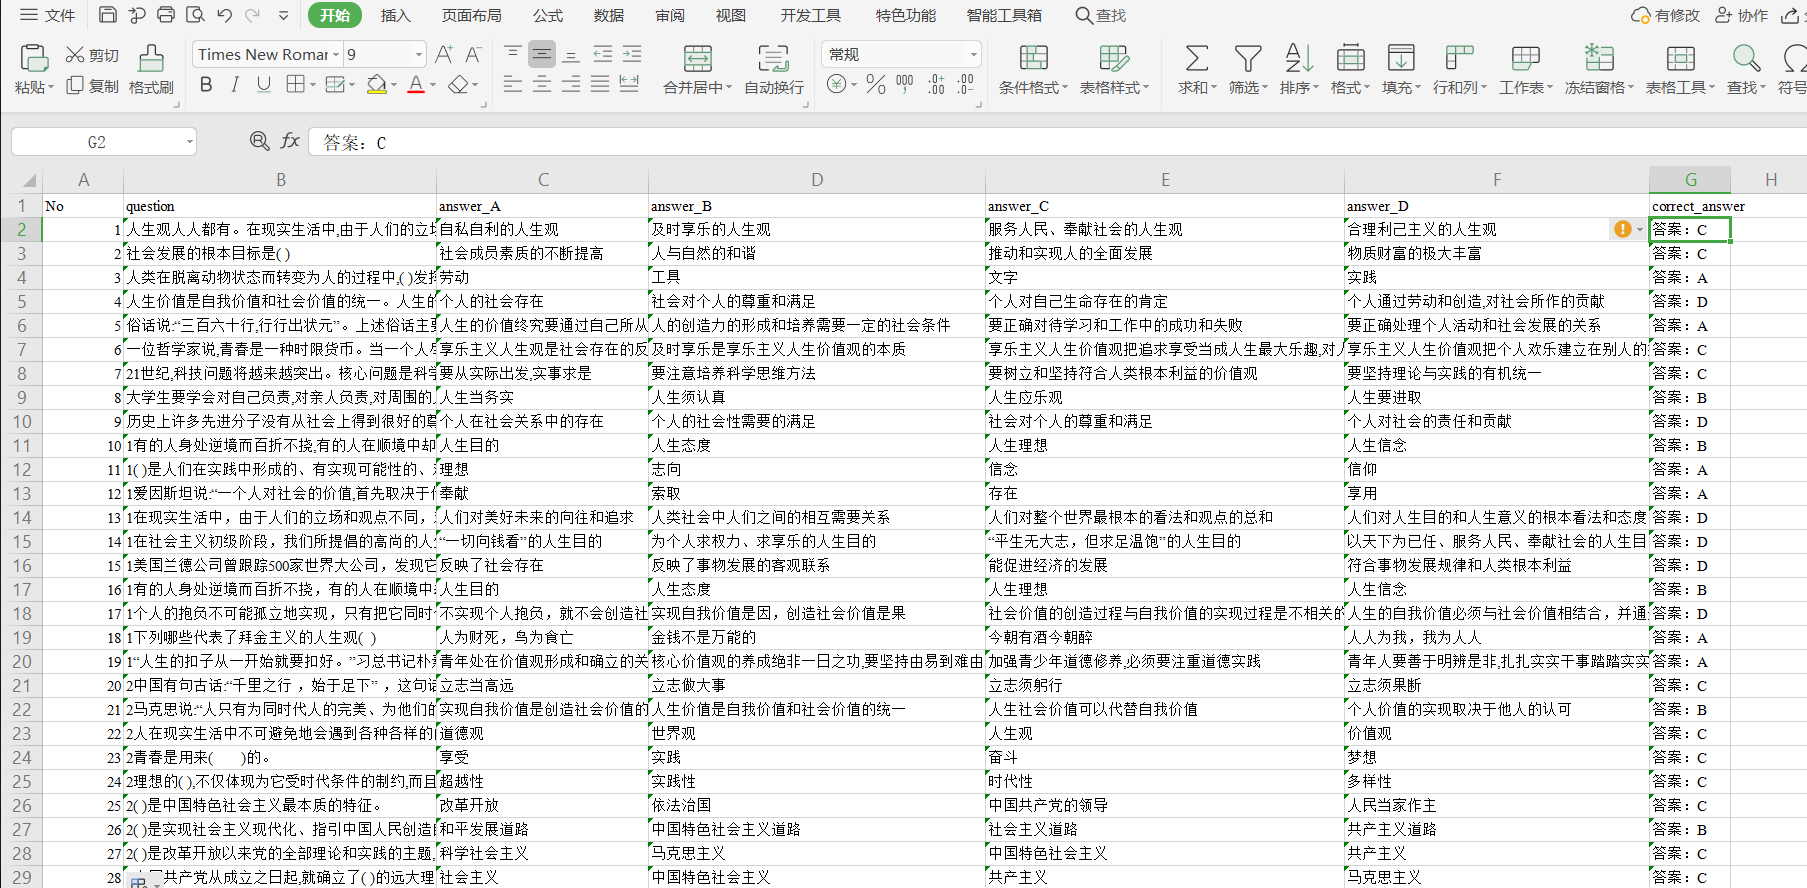 文件 开始 插入 页面布局 公式 数据 审阅 视图 开发工具 特色功能 智能工具箱 查找 有修改 协作
剪切 Times New Roman 9 A+ A- 常规
粘贴 复制 格式刷 B I U A 合并居中 自动换行 条件格式 表格样式 求和 筛选 排序 格式 填充 行和列 工作表 冻结窗格 表格工具 查找 符号
G2 fx 答案：C
A B C D E F G H
1 No question answer_A answer_B answer_C answer_D correct_answer
2 1 人生观人人都有。在现实生活中,由于人们的立场 自私自利的人生观 及时享乐的人生观 服务人民、奉献社会的人生观 合理利己主义的人生观 答案：C
3 2 社会发展的根本目标是( ) 社会成员素质的不断提高 人与自然的和谐 推动和实现人的全面发展 物质财富的极大丰富 答案：C
4 3 人类在脱离动物状态而转变为人的过程中,( )发挥 劳动 工具 文字 实践 答案：A
5 4 人生价值是自我价值和社会价值的统一。人生的 个人的社会存在 社会对个人的尊重和满足 个人对自己生命存在的肯定 个人通过劳动和创造,对社会所作的贡献 答案：D
6 5 俗话说:“三百六十行,行行出状元”。上述俗话主要 人生的价值终究要通过自己所从 人的创造力的形成和培养需要一定的社会条件 要正确对待学习和工作中的成功和失败 要正确处理个人活动和社会发展的关系 答案：A
7 6 一位哲学家说,青春是一种时限货币。当一个人尽 享乐主义人生观是社会存在的反 及时享乐是享乐主义人生价值观的本质 享乐主义人生价值观把追求享受当成人生最大乐趣,对人 享乐主义人生价值观把个人欢乐建立在别人的 答案：C
8 7 21世纪,科技问题将越来越突出。核心问题是科学 要从实际出发,实事求是 要注意培养科学思维方法 要树立和坚持符合人类根本利益的价值观 要坚持理论与实践的有机统一 答案：C
9 8 大学生要学会对自己负责,对亲人负责,对周围的 人生当务实 人生须认真 人生应乐观 人生要进取 答案：B
10 9 历史上许多先进分子没有从社会上得到很好的尊 个人在社会关系中的存在 个人的社会性需要的满足 社会对个人的尊重和满足 个人对社会的责任和贡献 答案：D
11 10 1有的人身处逆境而百折不挠,有的人在顺境中却 人生目的 人生态度 人生理想 人生信念 答案：B
12 11 1( )是人们在实践中形成的、有实现可能性的、 理想 志向 信念 信仰 答案：A
13 12 1爱因斯坦说:“一个人对社会的价值,首先取决于他 奉献 索取 存在 享用 答案：A
14 13 1在现实生活中，由于人们的立场和观点不同， 人们对美好未来的向往和追求 人类社会中人们之间的相互需要关系 人们对整个世界最根本的看法和观点的总和 人们对人生目的和人生意义的根本看法和态度 答案：D
15 14 1在社会主义初级阶段，我们所提倡的高尚的人 “一切向钱看”的人生目的 为个人求权力、求享乐的人生目的 “平生无大志，但求足温饱”的人生目的 以天下为已任、服务人民、奉献社会的人生目 答案：D
16 15 1美国兰德公司曾跟踪500家世界大公司，发现它 反映了社会存在 反映了事物发展的客观联系 能促进经济的发展 符合事物发展规律和人类根本利益 答案：D
17 16 1有的人身处逆境而百折不挠，有的人在顺境中 人生目的 人生态度 人生理想 人生信念 答案：B
18 17 1个人的抱负不可能孤立地实现，只有把它同时 不实现个人抱负，就不会创造社 实现自我价值是因，创造社会价值是果 社会价值的创造过程与自我价值的实现过程是不相关的 人生的自我价值必须与社会价值相结合，并通 答案：D
19 18 1下列哪些代表了拜金主义的人生观( ) 人为财死，鸟为食亡 金钱不是万能的 今朝有酒今朝醉 人人为我，我为人人 答案：A
20 19 1“人生的扣子从一开始就要扣好。”习总书记朴 青年处在价值观形成和确立的关 核心价值观的养成绝非一日之功,要坚持由易到难由 加强青少年道德修养,必须要注重道德实践 青年人要善于明辨是非,扎扎实实干事踏踏实实 答案：A
21 20 2中国有句古话:“千里之行 ，始于足下”，这句话 立志当高远 立志做大事 立志须躬行 立志须果断 答案：C
22 21 2马克思说:“人只有为同时代人的完美、为他们的 实现自我价值是创造社会价值的 人生价值是自我价值和社会价值的统一 人生社会价值可以代替自我价值 个人价值的实现取决于他人的认可 答案：B
23 22 2人在现实生活中不可避免地会遇到各种各样的 道德观 世界观 人生观 价值观 答案：C
24 23 2青春是用来( )的。 享受 实践 奋斗 梦想 答案：C
25 24 2理想的( ),不仅体现为它受时代条件的制约,而且 超越性 实践性 时代性 多样性 答案：C
26 25 2( )是中国特色社会主义最本质的特征。 改革开放 依法治国 中国共产党的领导 人民当家作主 答案：C
27 26 2( )是实现社会主义现代化、指引中国人民创造 和平发展道路 中国特色社会主义道路 社会主义道路 共产主义道路 答案：B
28 27 2( )是改革开放以来党的全部理论和实践的主题, 科学社会主义 马克思主义 中国特色社会主义 共产主义 答案：C
29 28 共产党从成立之日起,就确立了( )的远大理 社会主义 中国特色社会主义 共产主义 马克思主义 答案：C